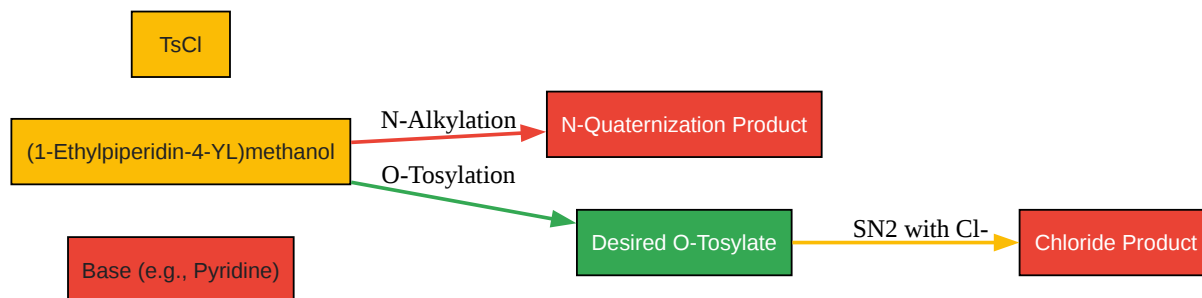 TsCl
N-Alkylation
N-Quaternization Product
(1-Ethylpiperidin-4-YL)methanol
O-Tosylation
Desired O-Tosylate
SN2 with Cl-
Chloride Product
Base (e.g., Pyridine)